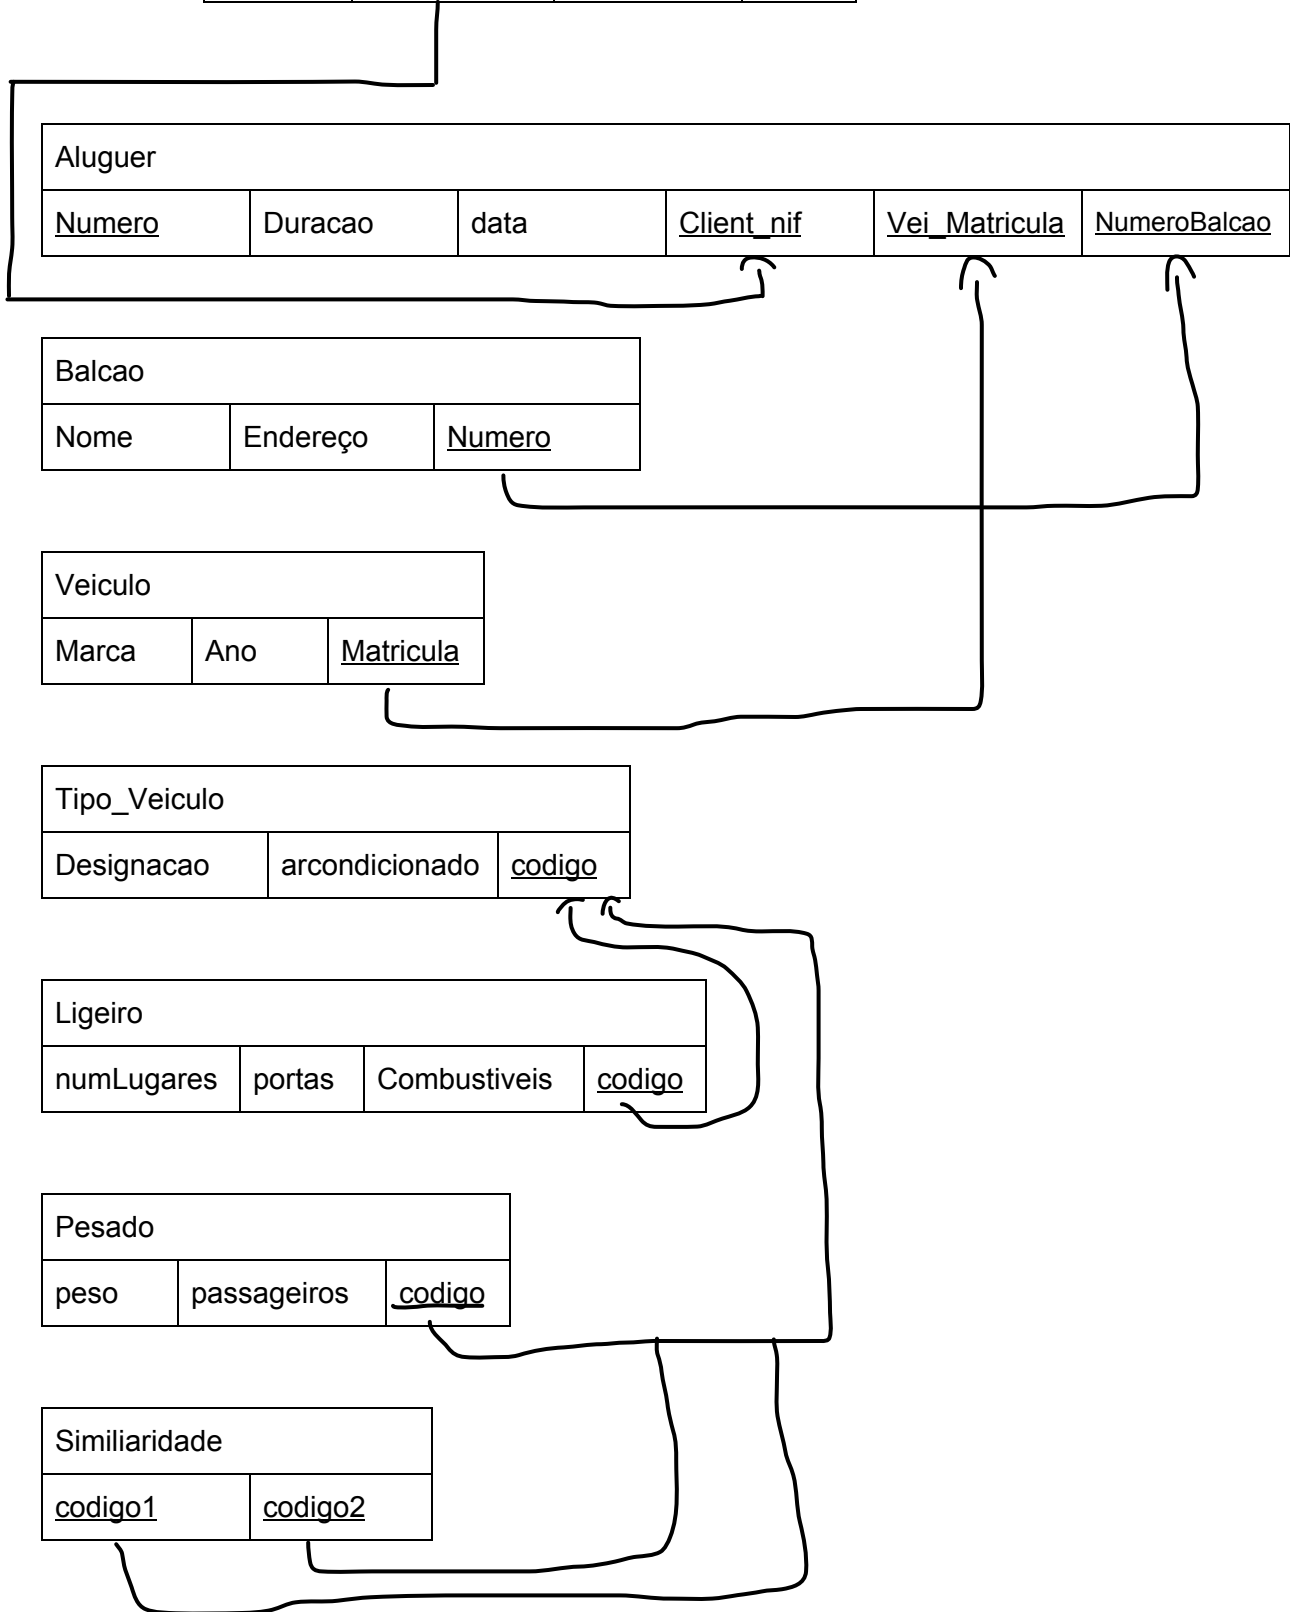 Aluguer
Numero Duracao data Client_nif Vei_Matricula NumeroBalcao
Balcao
Nome Endereço Numero
Veiculo
Marca Ano Matricula
Tipo_Veiculo
Designacao arcondicionado codigo
Ligeiro
numLugares portas Combustiveis codigo
Pesado
peso passageiros codigo
Similiaridade
codigo1 codigo2